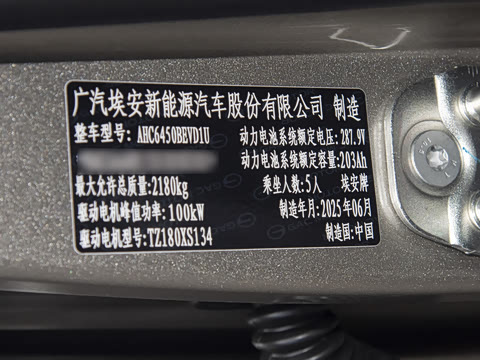 广汽埃安新能源汽车股份有限公司 制造
整车型号: AHC6450BEVD1U 动力电池系统额定电压: 287.9V
动力电池系统额定容量: 203Ah
最大允许总质量: 2180kg 乘坐人数: 5人 埃安牌
驱动电机峰值功率: 100kW 制造年月: 2025年06月
驱动电机型号: TZ180XS134 制造国: 中国